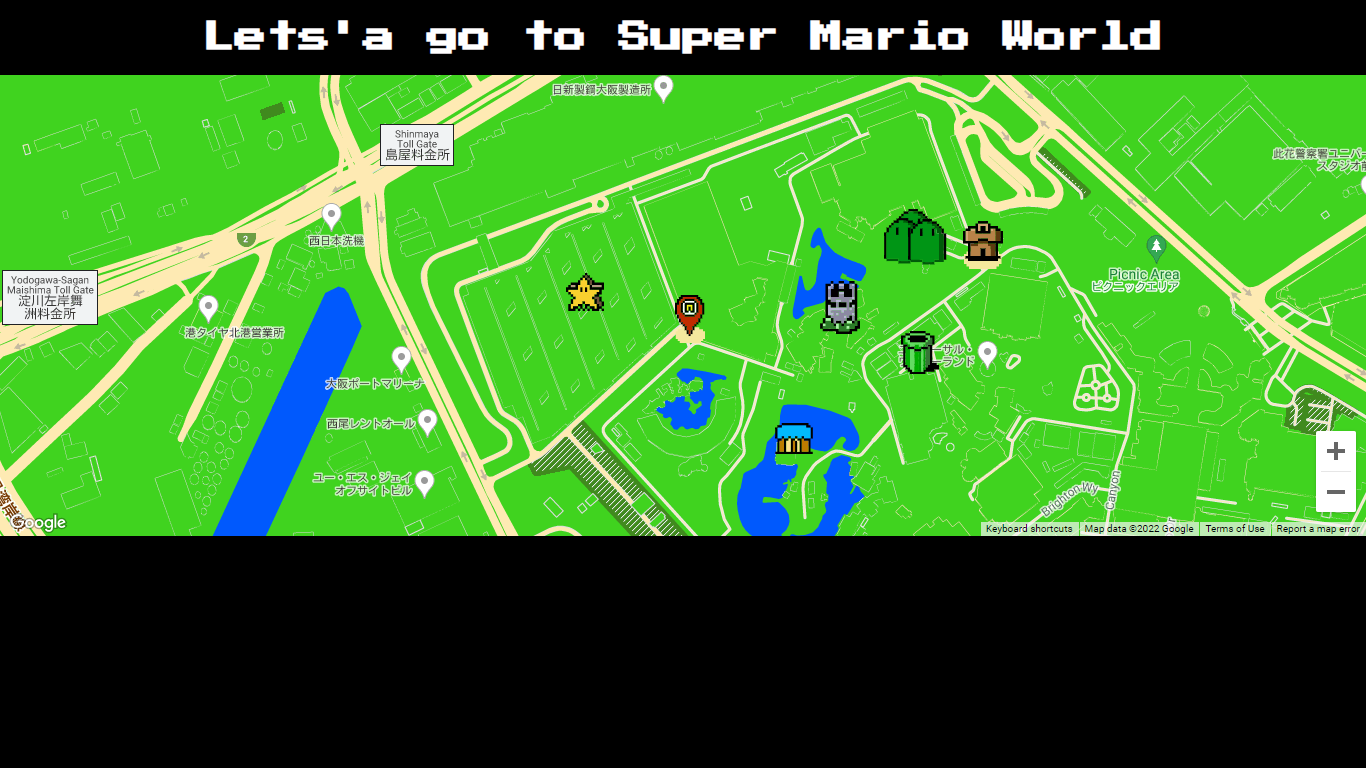 Lets'a go to Super Mario World
日新製鋼大阪製造所
Shinmaya
Toll Gate
島屋料金所
此花警察署ユニバー
西日本洗機
2
Picnic Area
ピクニックエリア
Yodogawa-Sagan
Maishima Toll Gate
淀川左岸舞
洲料金所
港タイヤ北港営業所
ーサル・
ランド
大阪ボートマリーナ
西尾レントオール
ユー・エス・ジェイ
オフサイトビル
Brighton Wy
Canyon
Google
Keyboard shortcuts
Map data ©2022 Google
Terms of Use
Report a map error